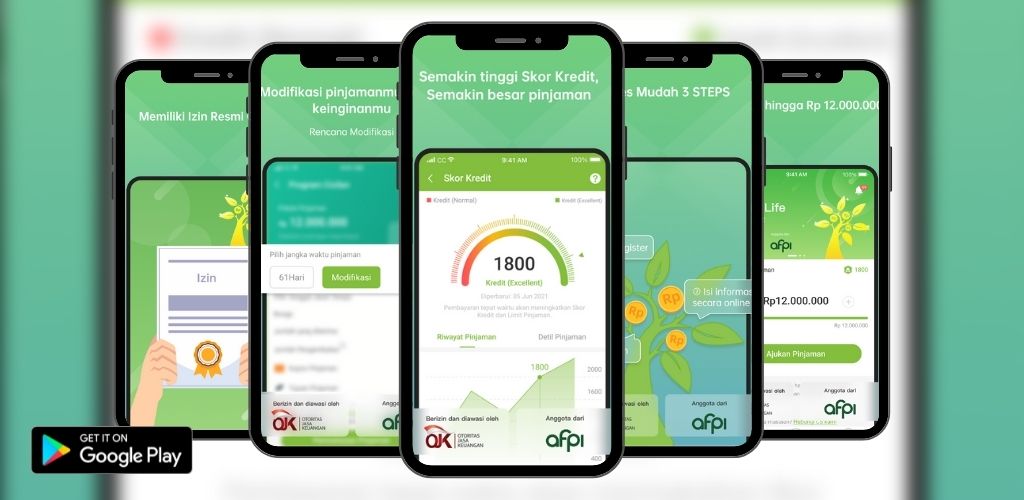 Memiliki Izin Resmi
Izin
Modifikasi pinjamanmu
keinginanmu
Rencana Modifikasi
Program Cicilan
12.000.000
Pilih jangka waktu pinjaman
61Hari
Modifikasi
Berizin dan diawasi oleh
OJK OTORITAS
JASA
KEUANGAN
Semakin tinggi Skor Kredit,
Semakin besar pinjaman
CC
9:41 AM
100%
Skor Kredit
?
Kredit (Normal)
Kredit (Excellent)
1800
Kredit (Excellent)
Diperbarui: 05 Jun 2021
Pembayaran tepat waktu akan meningkatkan Skor
Kredit dan Limit Pinjaman.
Riwayat Pinjaman
Detil Pinjaman
1800
2000
1600
400
Berizin dan diawasi oleh
Anggota dari
OJK OTORITAS
JASA
KEUANGAN
afpi
Mudah 3 STEPS
Rp
Rp
Rp
Isi informas
secara online
Anggota dari
afpi
hingga Rp 12.000.000
9:41 AM
100%
Life
afpi
1800
Rp12.000.000
Rp 12.000.000
Ajukan Pinjaman
Anggota dari
afpi
GET IT ON
Google Play